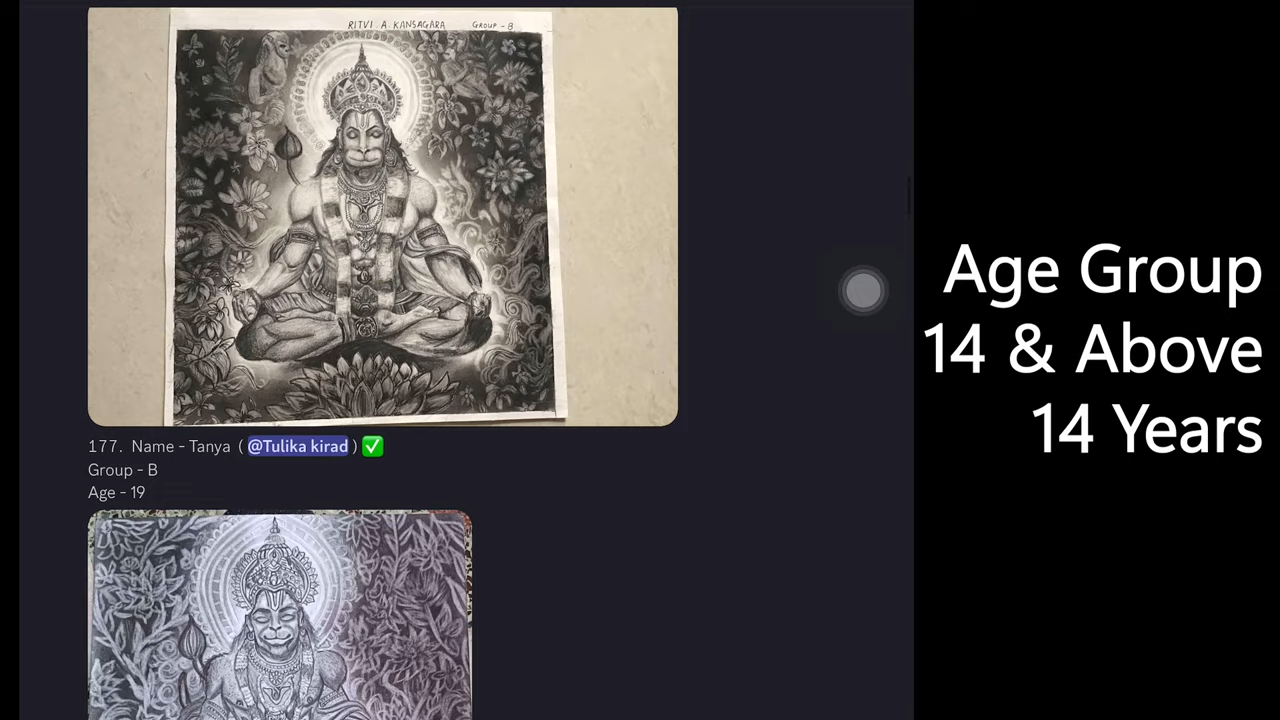 RITVI . A . KANSAGARA GROUP - B
177. Name - Tanya ( @Tulika kirad ) ✅
Group - B
Age - 19
Age Group
14 & Above
14 Years